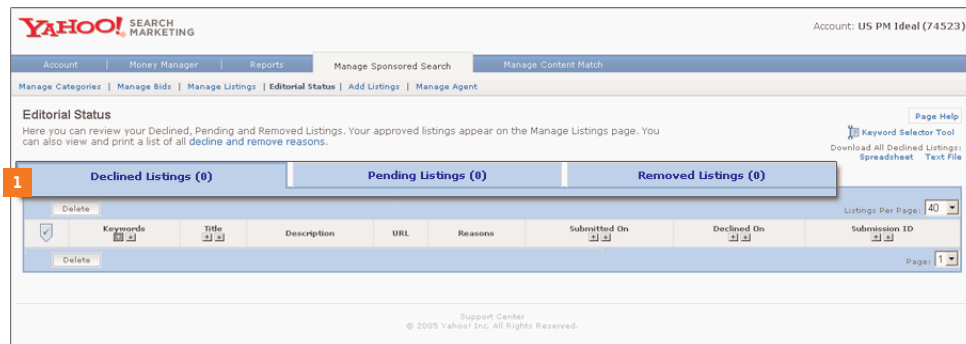 YAHOO! SEARCH MARKETING
Account: US PM Ideal (74523)
Account | Money Manager | Reports Manage Sponsored Search Manage Content Match
Manage Categories | Manage Bids | Manage Listings | Editorial Status | Add Listings | Manage Agent
Editorial Status
Page Help
Here you can review your Declined, Pending and Removed Listings. Your approved listings appear on the Manage Listings page. You
can also view and print a list of all decline and remove reasons.
Keyword Selector Tool
Download All Declined Listings:
Spreadsheet Text File
1 Declined Listings (0) Pending Listings (0) Removed Listings (0)
Delete Listings Per Page: 40
Keywords Title Description URL Reasons Submitted On Declined On Submission ID
Delete Page: 1
Support Center
© 2005 Yahoo! Inc. All Rights Reserved.